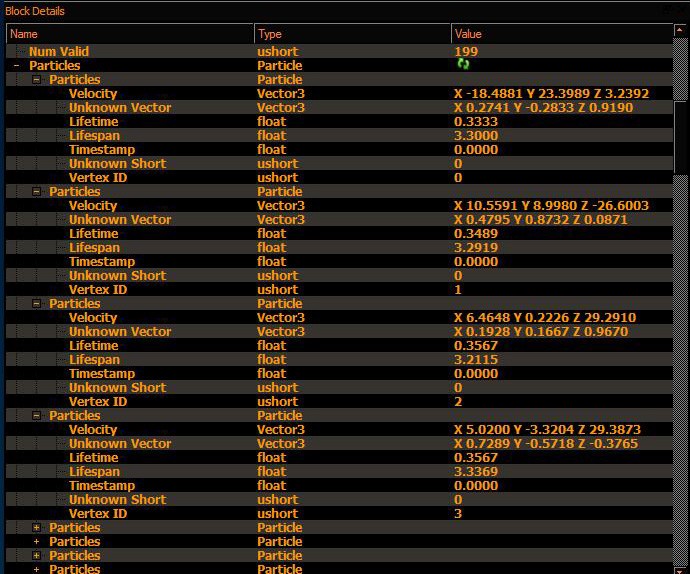 Block Details
Name Type Value
Num Valid ushort 199
Particles Particle
Particles Particle
Velocity Vector3 X -18.4881 Y 23.3989 Z 3.2392
Unknown Vector Vector3 X 0.2741 Y -0.2833 Z 0.9190
Lifetime float 0.3333
Lifespan float 3.3000
Timestamp float 0.0000
Unknown Short ushort 0
Vertex ID ushort 0
Particles Particle
Velocity Vector3 X 10.5591 Y 8.9980 Z -26.6003
Unknown Vector Vector3 X 0.4795 Y 0.8732 Z 0.0871
Lifetime float 0.3489
Lifespan float 3.2919
Timestamp float 0.0000
Unknown Short ushort 0
Vertex ID ushort 1
Particles Particle
Velocity Vector3 X 6.4648 Y 0.2226 Z 29.2910
Unknown Vector Vector3 X 0.1928 Y 0.1667 Z 0.9670
Lifetime float 0.3567
Lifespan float 3.2115
Timestamp float 0.0000
Unknown Short ushort 0
Vertex ID ushort 2
Particles Particle
Velocity Vector3 X 5.0200 Y -3.3204 Z 29.3873
Unknown Vector Vector3 X 0.7289 Y -0.5718 Z -0.3765
Lifetime float 0.3567
Lifespan float 3.3369
Timestamp float 0.0000
Unknown Short ushort 0
Vertex ID ushort 3
Particles Particle
Particles Particle
Particles Particle
Particles Particle